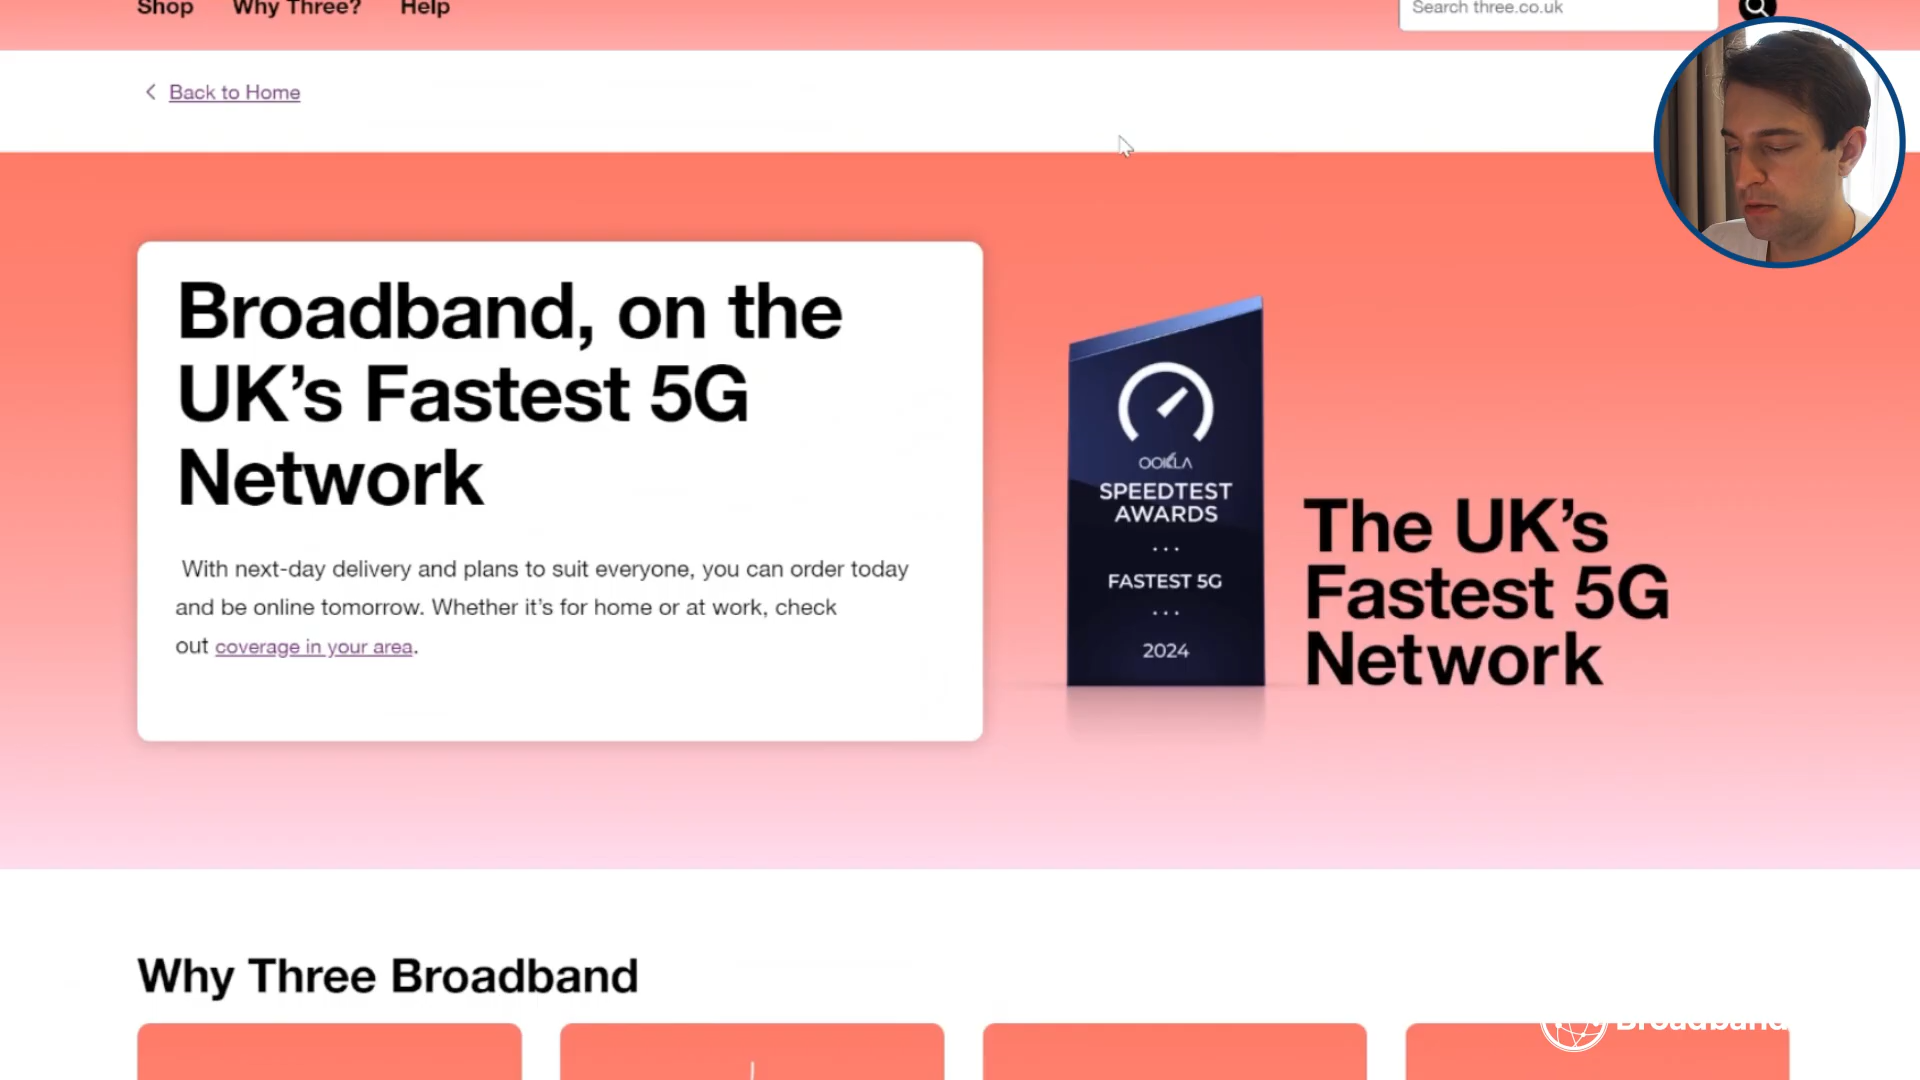 Shop Why Three? Help
Search three.co.uk
Back to Home
Broadband, on the
UK’s Fastest 5G
Network
With next-day delivery and plans to suit everyone, you can order today
and be online tomorrow. Whether it’s for home or at work, check
out coverage in your area.
OOKLA
SPEEDTEST
AWARDS
FASTEST 5G
2024
The UK’s
Fastest 5G
Network
Why Three Broadband
Broadband